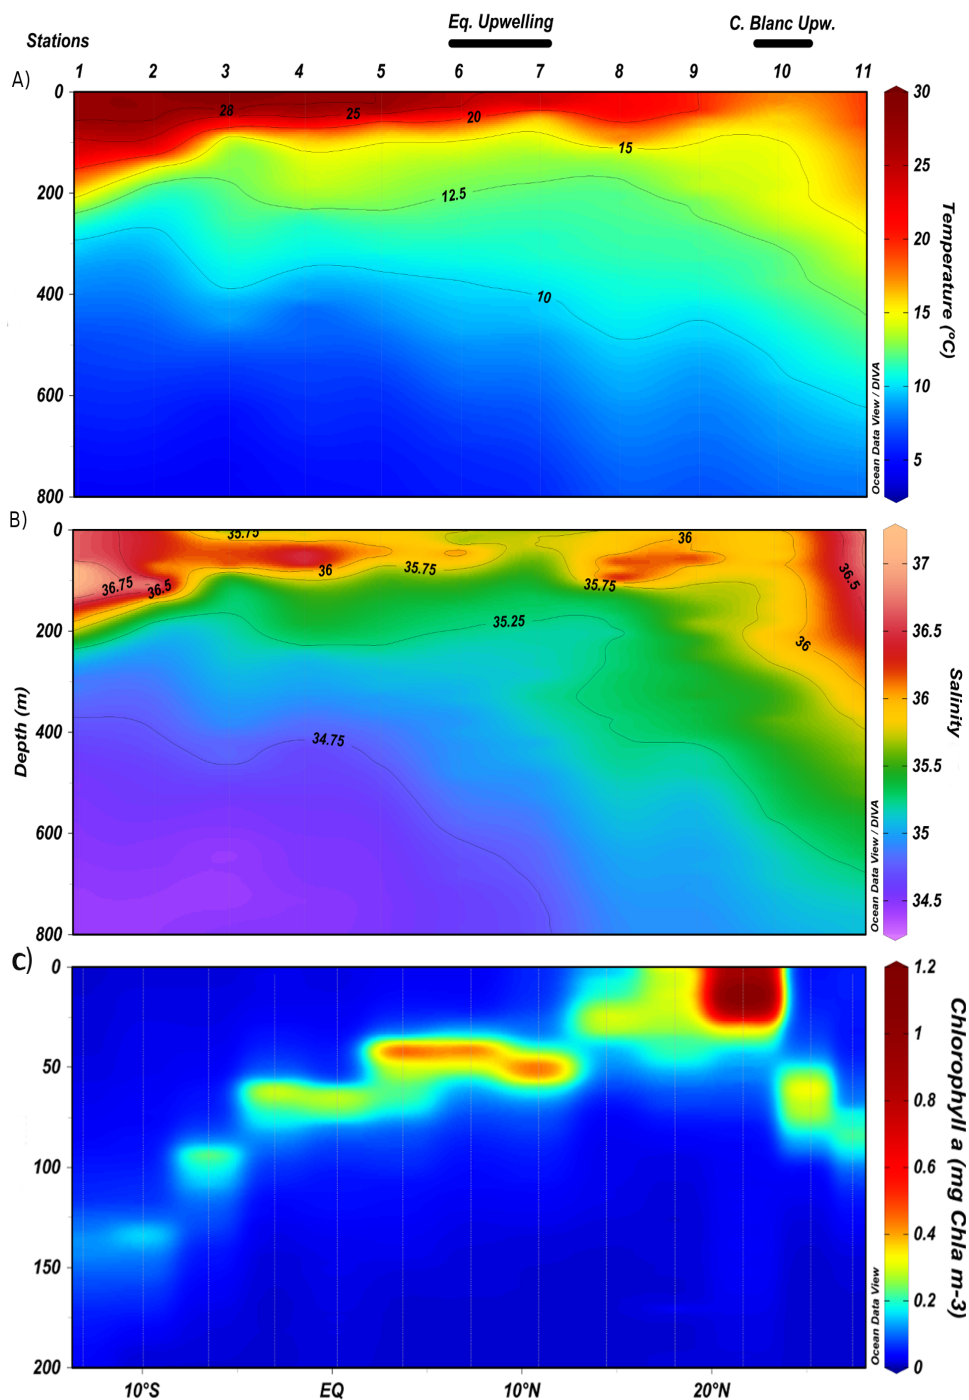 Eq. Upwelling
C. Blanc Upw.
Stations
1 2 3 4 5 6 7 8 9 10 11
A)
0
200
400
600
800
28
25
20
15
12.5
10
Ocean Data View / DIVA
30
25
20
15
10
5
Temperature (°C)
B)
0
200
400
600
800
Depth (m)
35.75
36.75
36.5
36
35.75
35.75
36
36.5
36
35.25
34.75
Ocean Data View / DIVA
37
36.5
36
35.5
35
34.5
Salinity
c)
0
50
100
150
200
10°S
EQ
10°N
20°N
Ocean Data View
1.2
1
0.8
0.6
0.4
0.2
0
Chlorophyll a (mg Chla m-3)